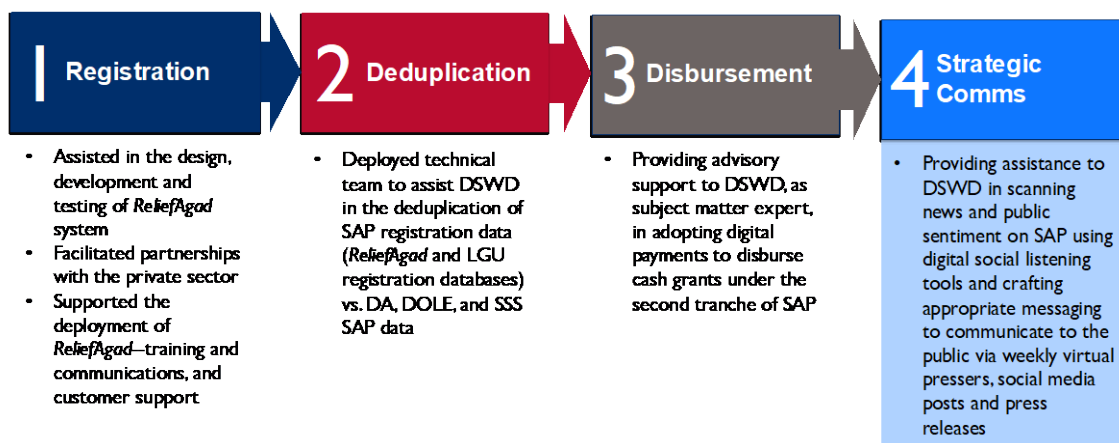 1 Registration
• Assisted in the design,
development and
testing of ReliefAgad
system
• Facilitated partnerships
with the private sector
• Supported the
deployment of
ReliefAgad—training and
communications, and
customer support
2 Deduplication
• Deployed technical
team to assist DSWD
in the deduplication of
SAP registration data
(ReliefAgad and LGU
registration databases)
vs. DA, DOLE, and SSS
SAP data
3 Disbursement
• Providing advisory
support to DSWD, as
subject matter expert,
in adopting digital
payments to disburse
cash grants under the
second tranche of SAP
4 Strategic
Comms
• Providing assistance to
DSWD in scanning
news and public
sentiment on SAP using
digital social listening
tools and crafting
appropriate messaging
to communicate to the
public via weekly virtual
pressers, social media
posts and press
releases